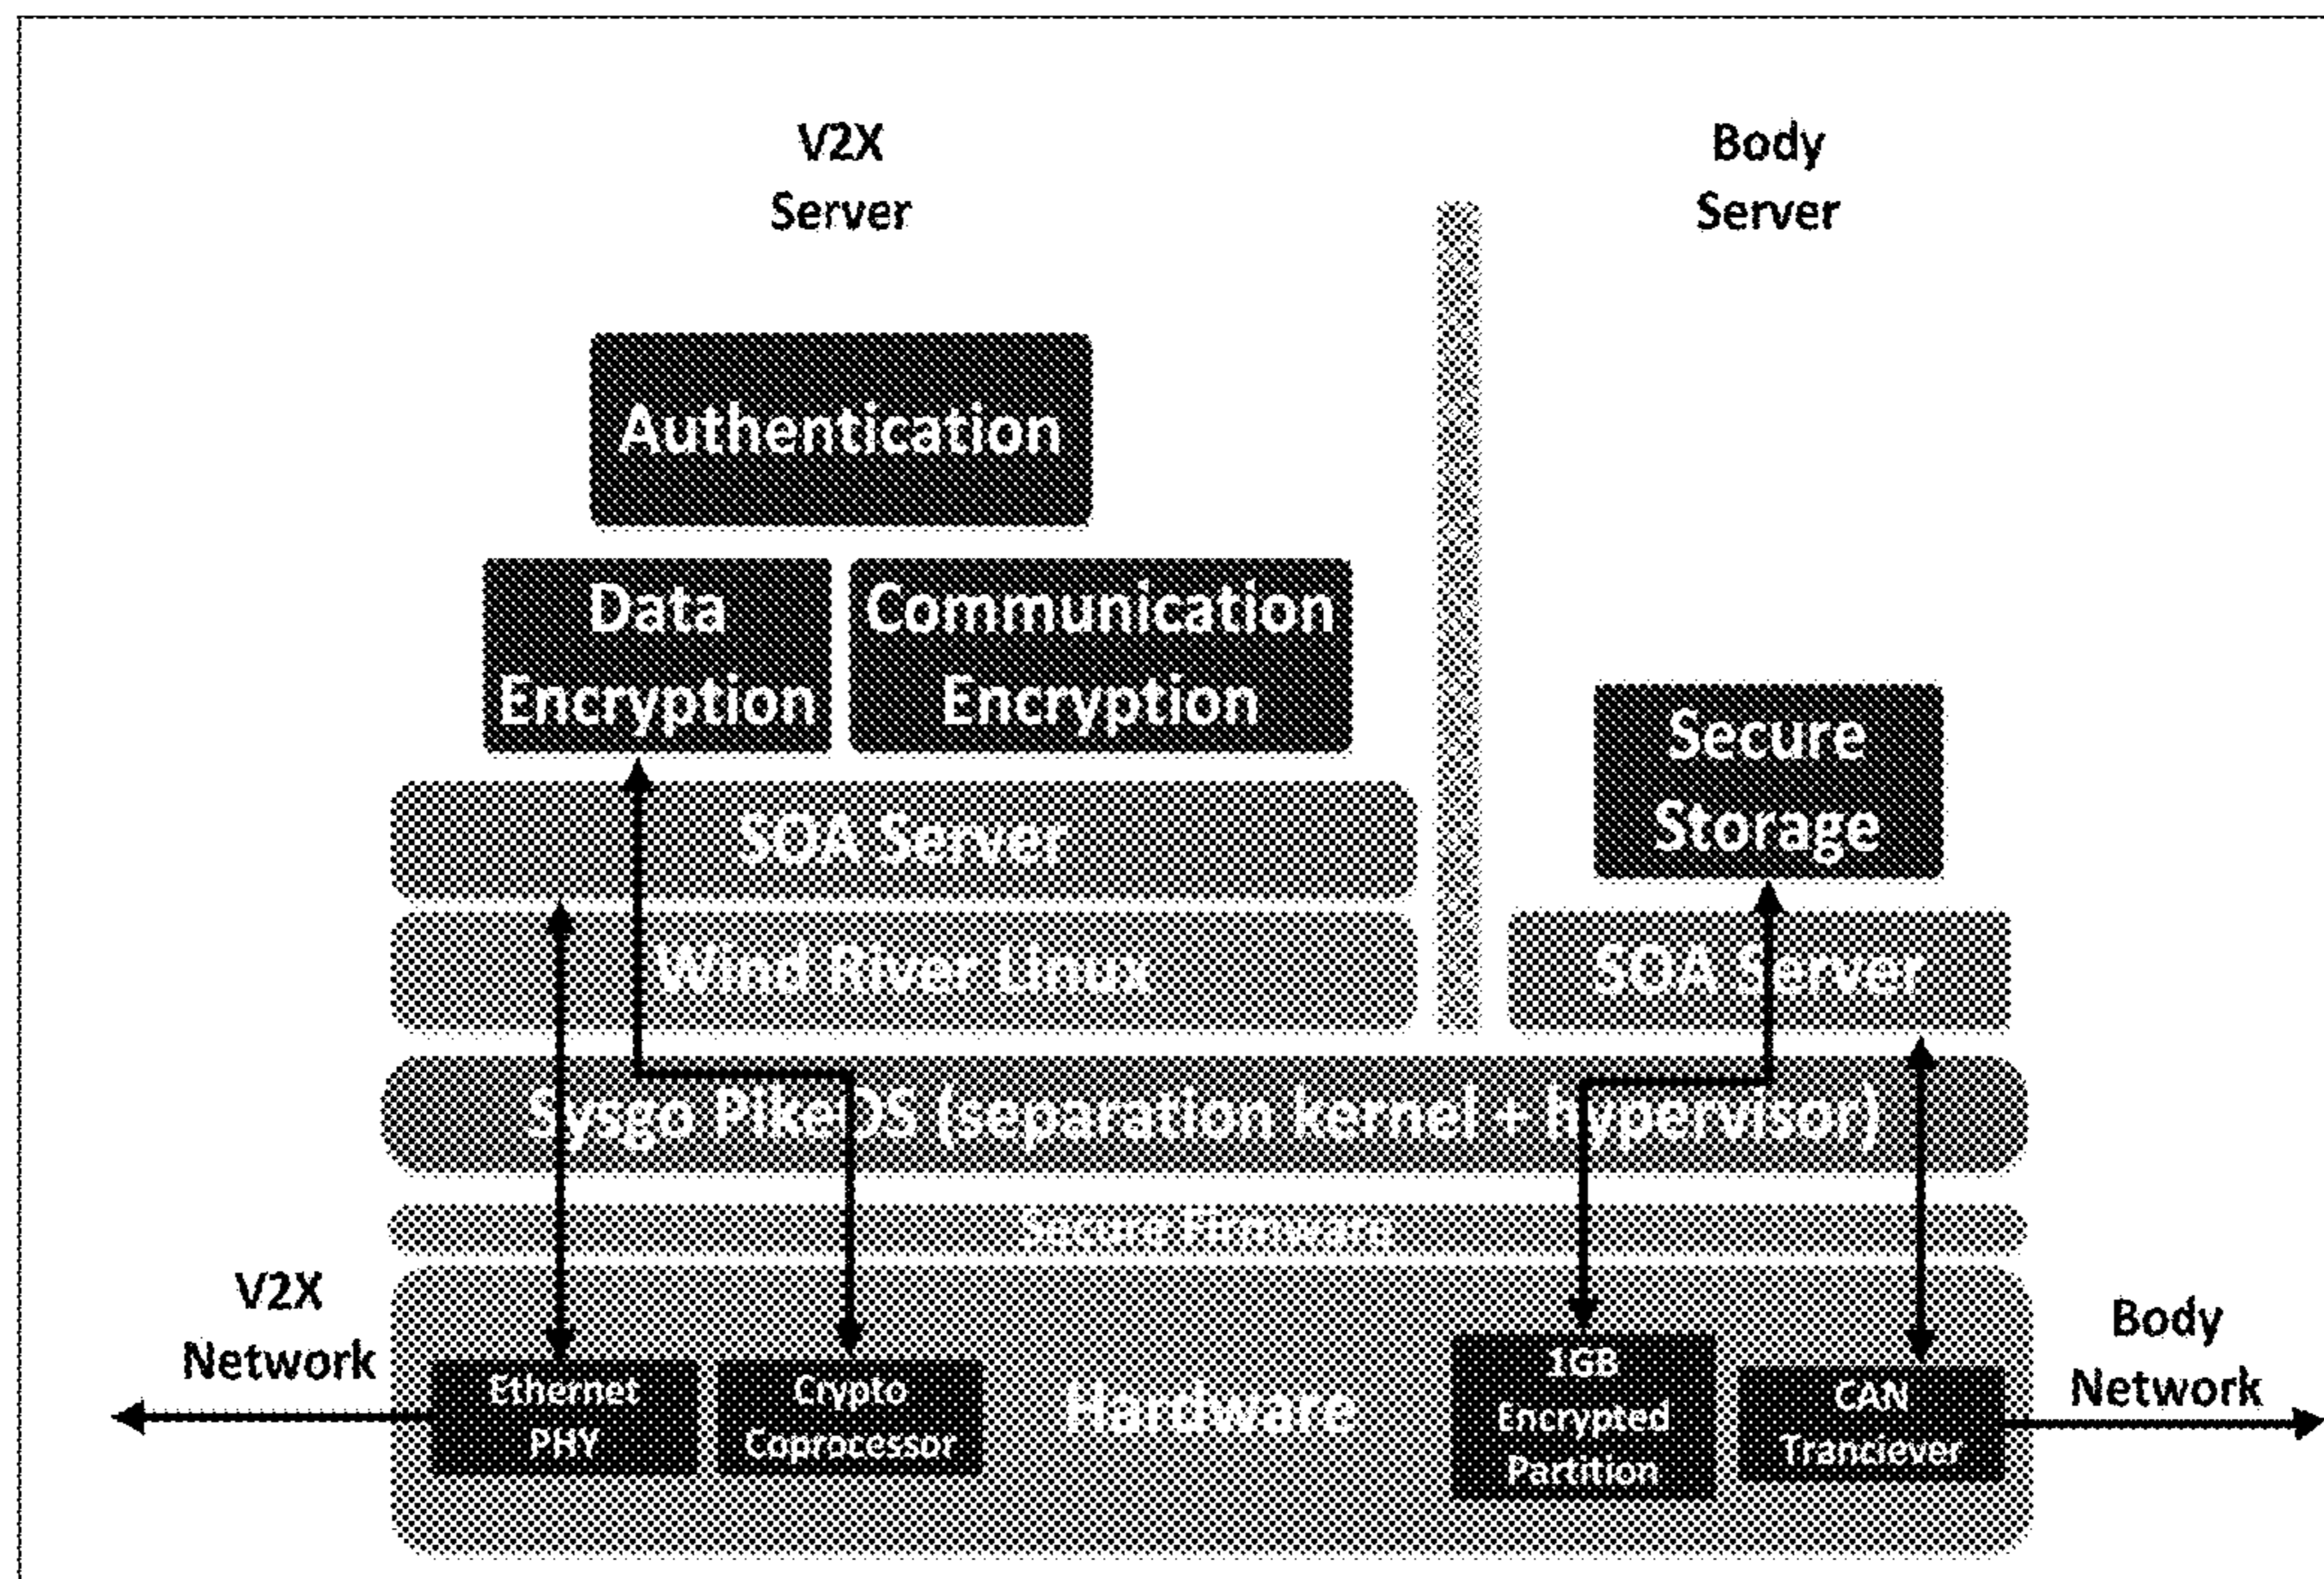 V2X
Server
Body
Server
Authentication
Data
Encryption
Communication
Encryption
Secure
Storage
SOA Server
Wind River Linux
SOA Server
Sysgo PikeOS (separation kernel + hypervisor)
Secure Firmware
V2X
Network
Ethernet
PHY
Crypto
Coprocessor
Hardware
1GB
Encrypted
Partition
CAN
Tranciever
Body
Network